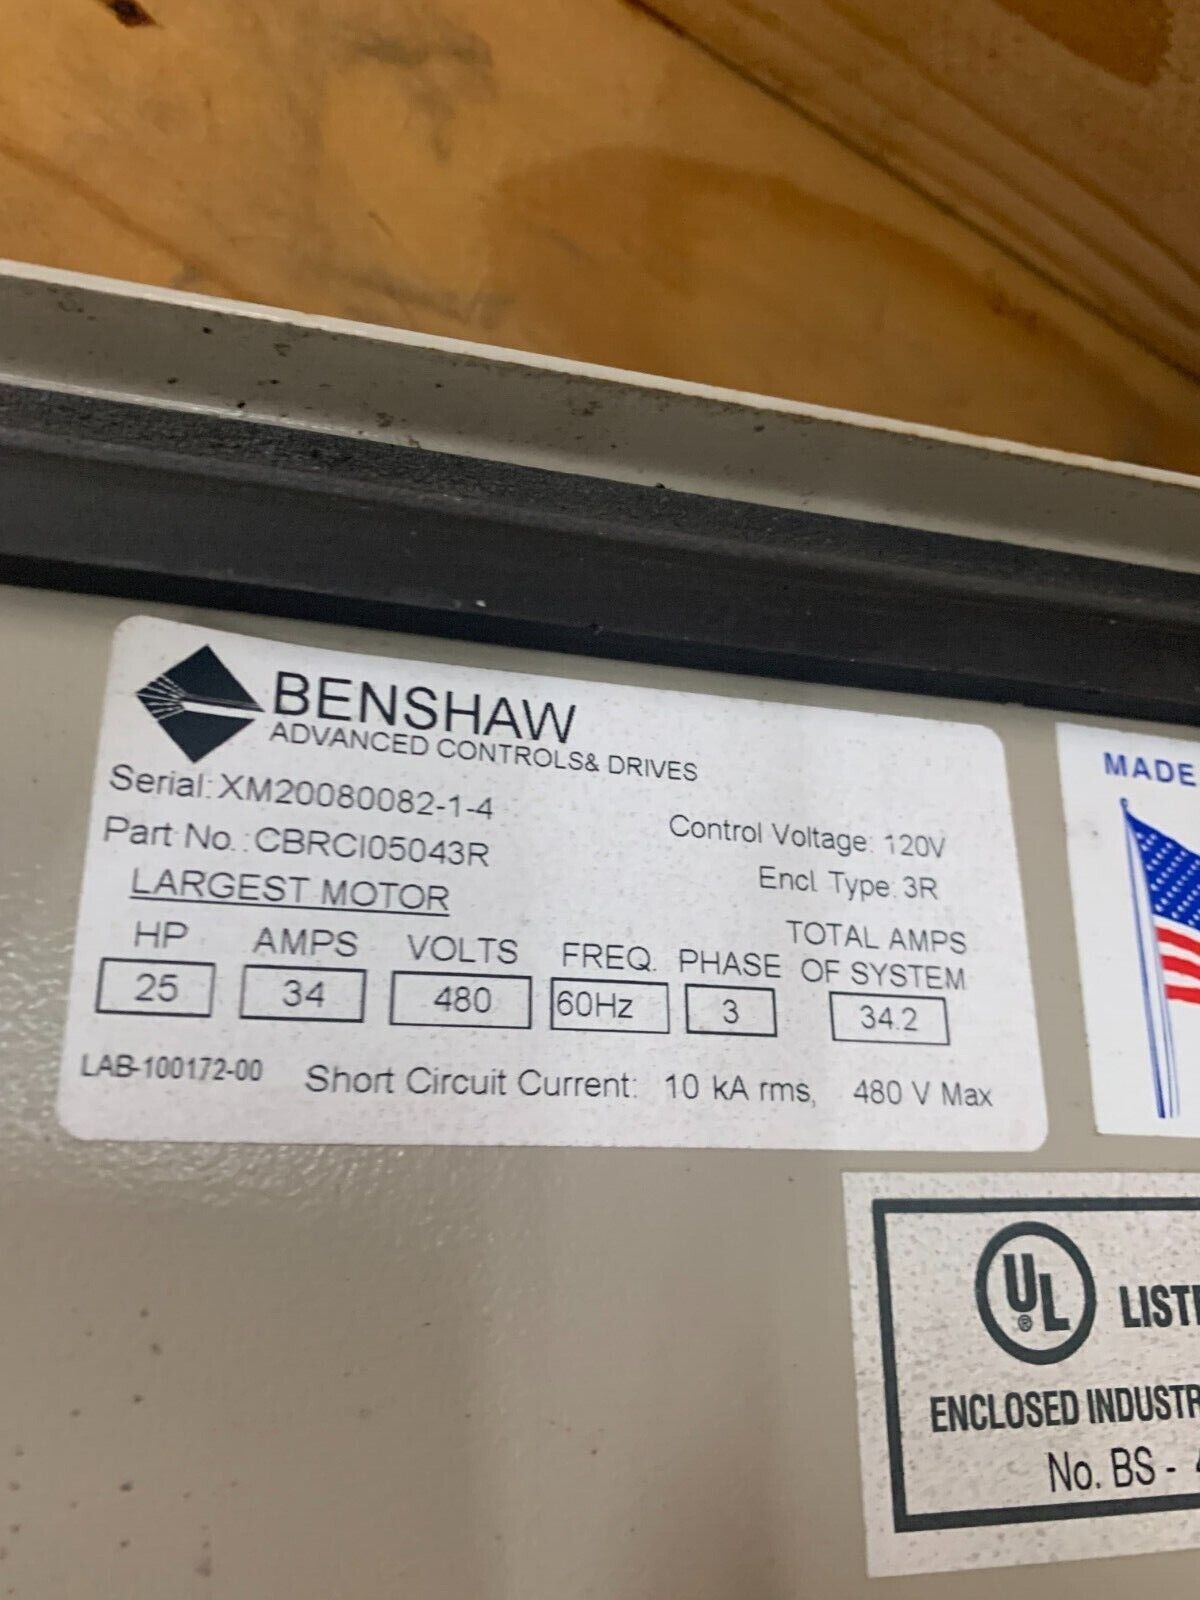 BENSHAW
ADVANCED CONTROLS& DRIVES
Serial: XM20080082-1-4
Part No.: CBRCI05043R
Control Voltage: 120V
Encl Type: 3R
LARGEST MOTOR
HP AMPS VOLTS FREQ. PHASE TOTAL AMPS OF SYSTEM
25 34 480 60Hz 3 34.2
LAB-100172-00 Short Circuit Current: 10 kA rms, 480 V Max
MADE
UL ® LISTE
ENCLOSED INDUSTR
No. BS -